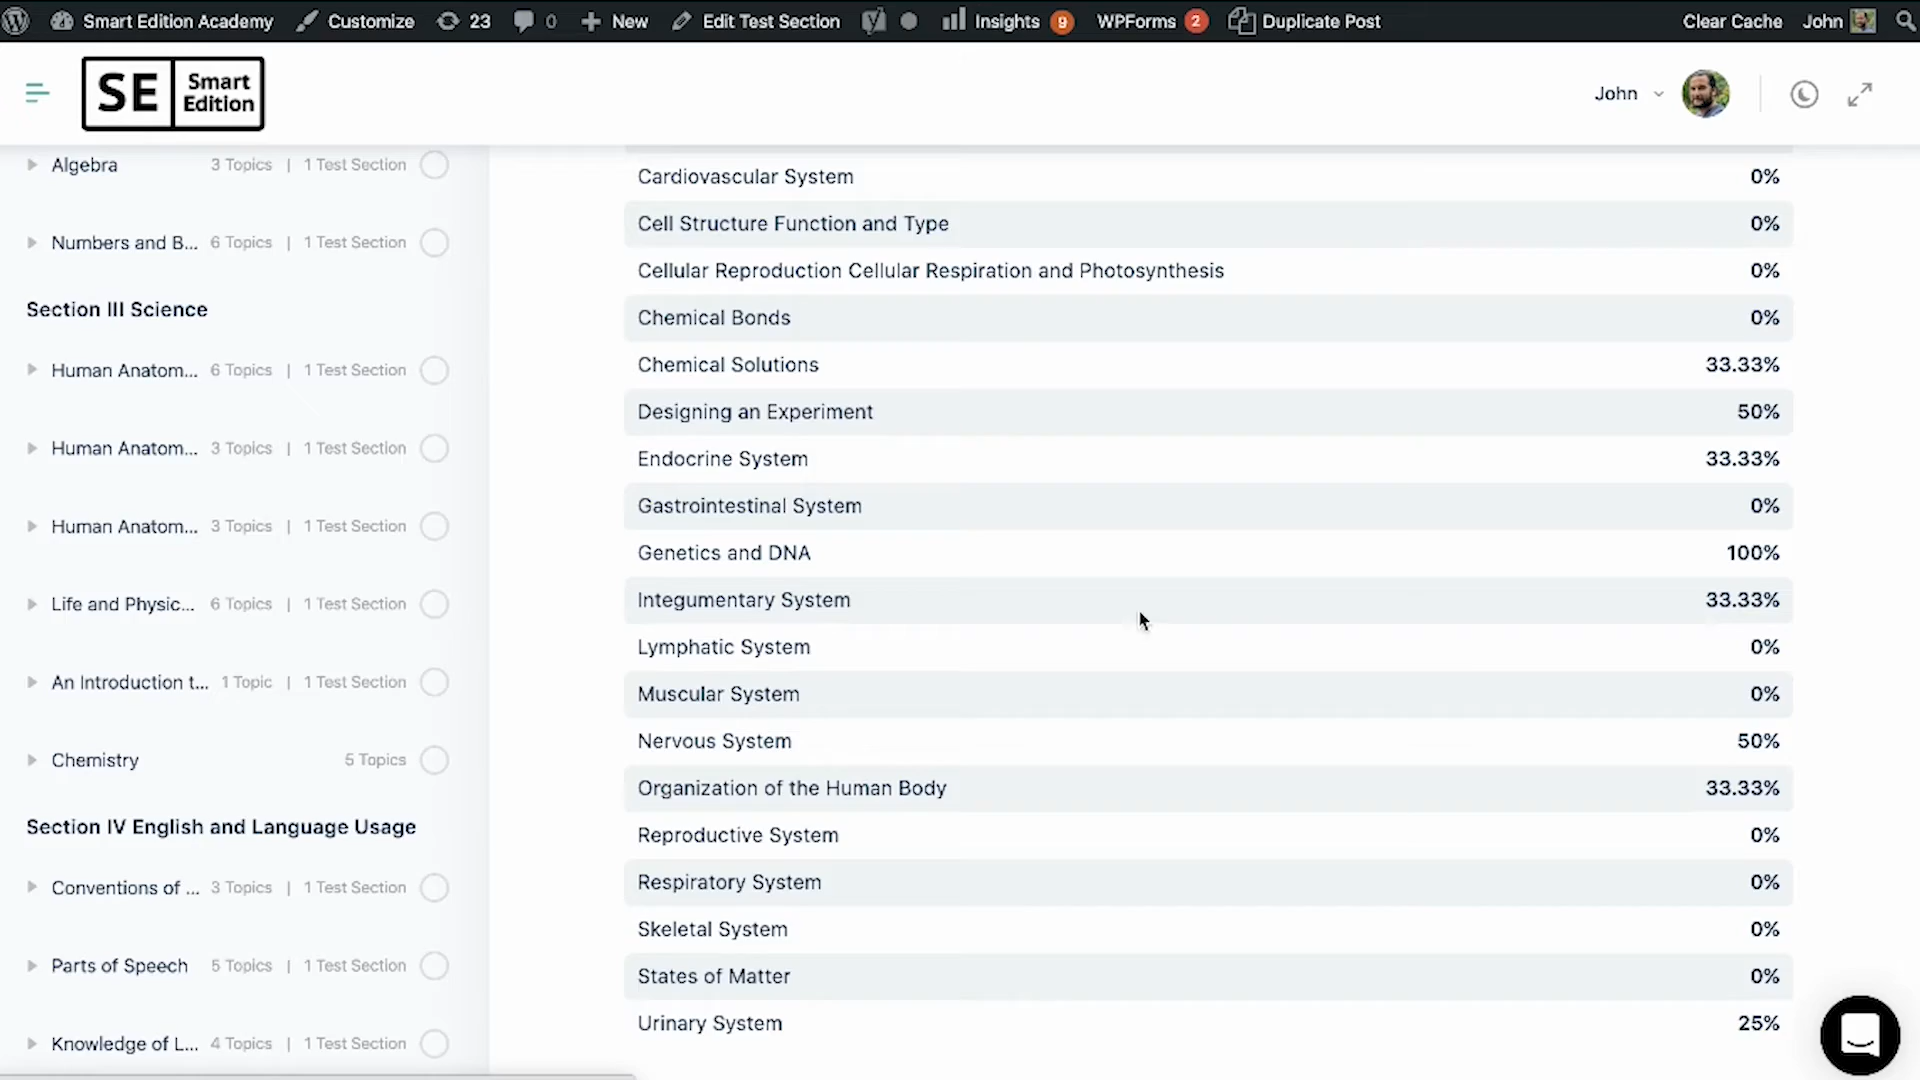 Smart Edition Academy Customize 23 0 New Edit Test Section Insights 9 WPForms 2 Duplicate Post Clear Cache John
SE Smart Edition
John
Algebra 3 Topics | 1 Test Section
Numbers and B... 6 Topics | 1 Test Section
Section III Science
Human Anatom... 6 Topics | 1 Test Section
Human Anatom... 3 Topics | 1 Test Section
Human Anatom... 3 Topics | 1 Test Section
Life and Physic... 6 Topics | 1 Test Section
An Introduction t... 1 Topic | 1 Test Section
Chemistry 5 Topics
Section IV English and Language Usage
Conventions of ... 3 Topics | 1 Test Section
Parts of Speech 5 Topics | 1 Test Section
Knowledge of L... 4 Topics | 1 Test Section
Cardiovascular System 0%
Cell Structure Function and Type 0%
Cellular Reproduction Cellular Respiration and Photosynthesis 0%
Chemical Bonds 0%
Chemical Solutions 33.33%
Designing an Experiment 50%
Endocrine System 33.33%
Gastrointestinal System 0%
Genetics and DNA 100%
Integumentary System 33.33%
Lymphatic System 0%
Muscular System 0%
Nervous System 50%
Organization of the Human Body 33.33%
Reproductive System 0%
Respiratory System 0%
Skeletal System 0%
States of Matter 0%
Urinary System 25%